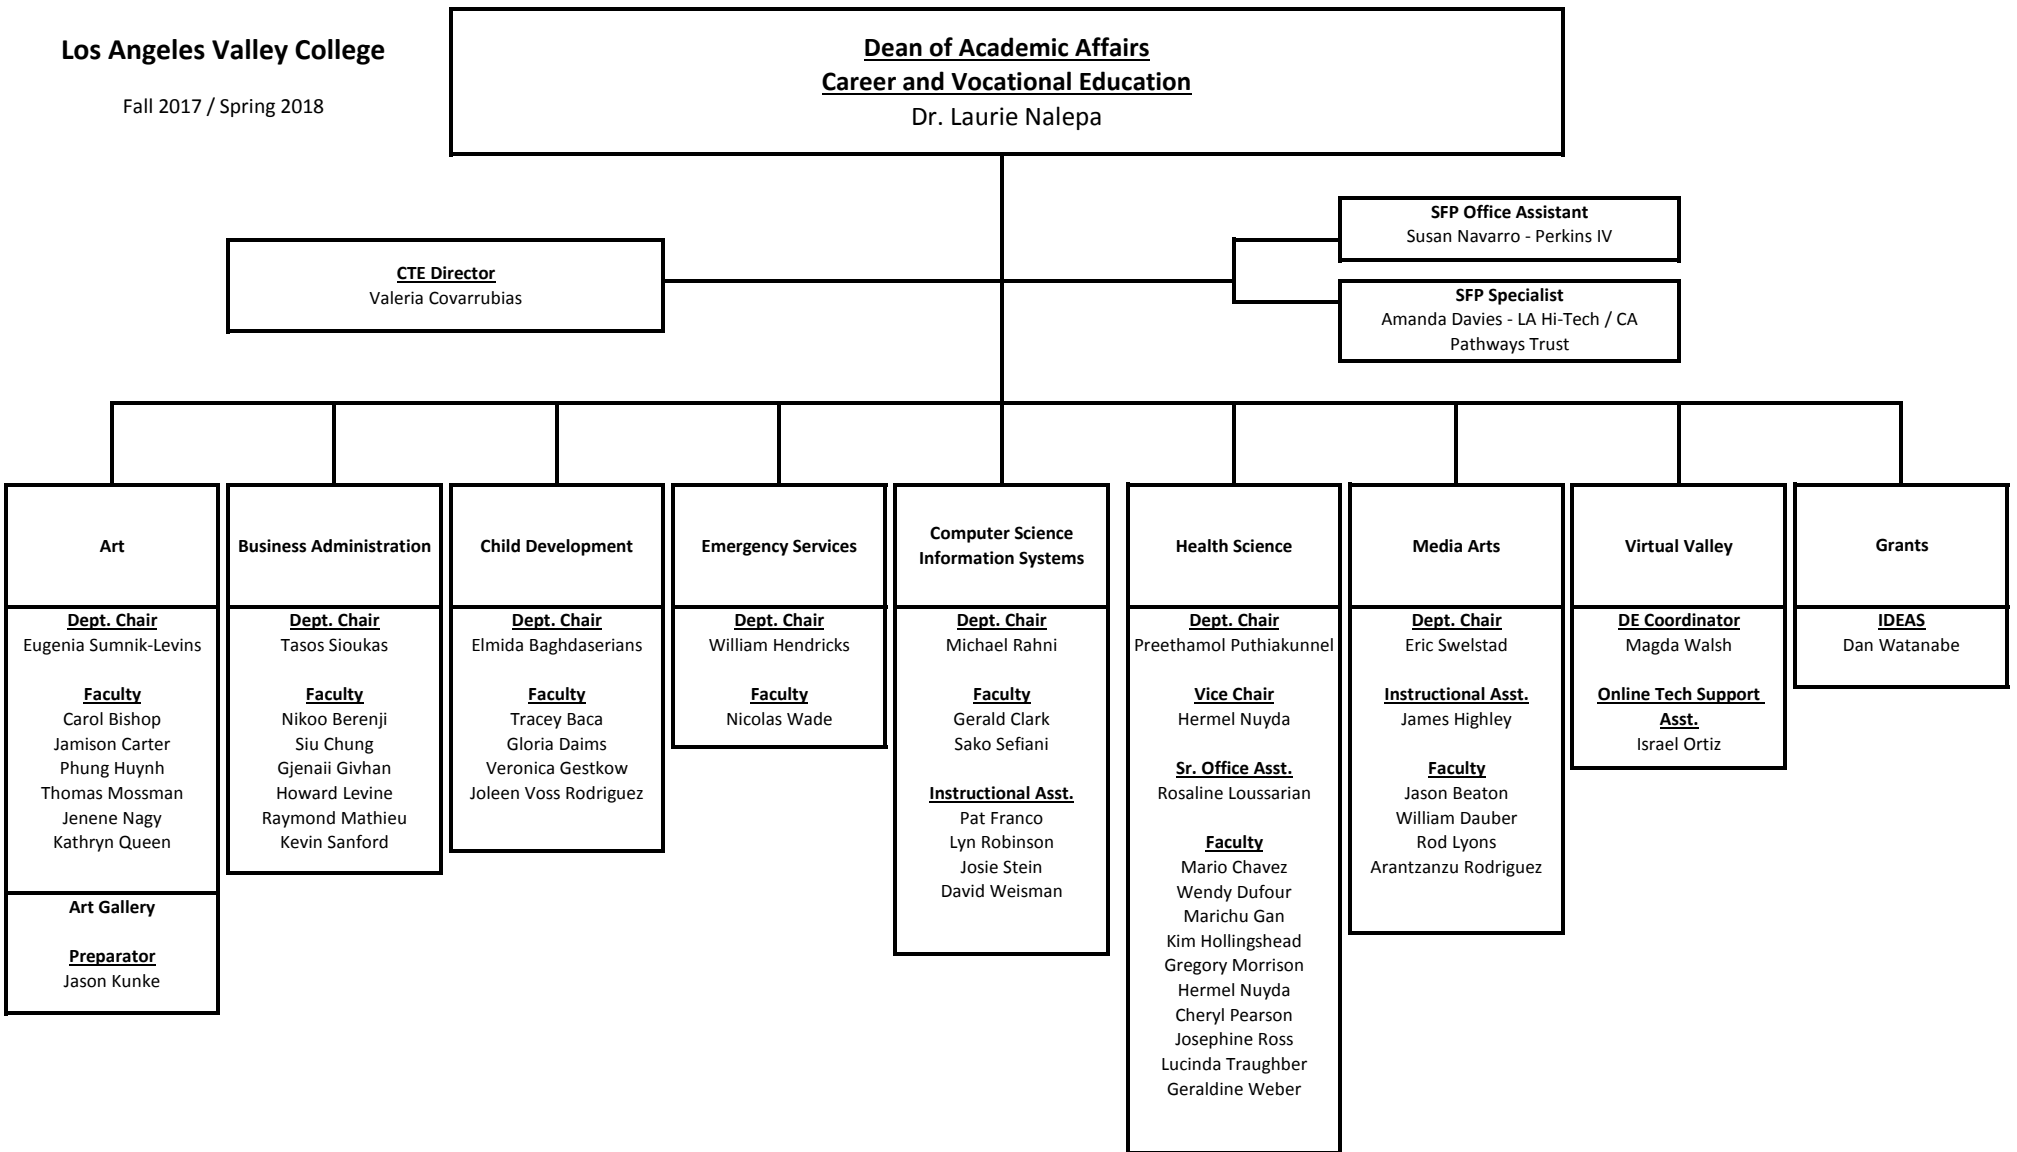 Los Angeles Valley College
Fall 2017 / Spring 2018
Dean of Academic Affairs
Career and Vocational Education
Dr. Laurie Nalepa
CTE Director
Valeria Covarrubias
SFP Office Assistant
Susan Navarro - Perkins IV
SFP Specialist
Amanda Davies - LA Hi-Tech / CA
Pathways Trust
Art
Dept. Chair
Eugenia Sumnik-Levins
Faculty
Carol Bishop
Jamison Carter
Phung Huynh
Thomas Mossman
Jenene Nagy
Kathryn Queen
Art Gallery
Preparator
Jason Kunke
Business Administration
Dept. Chair
Tasos Sioukas
Faculty
Nikoo Berenji
Siu Chung
Gjenaii Givhan
Howard Levine
Raymond Mathieu
Kevin Sanford
Child Development
Dept. Chair
Elmida Baghdaserians
Faculty
Tracey Baca
Gloria Daims
Veronica Gestkow
Joleen Voss Rodriguez
Emergency Services
Dept. Chair
William Hendricks
Faculty
Nicolas Wade
Computer Science
Information Systems
Dept. Chair
Michael Rahni
Faculty
Gerald Clark
Sako Sefiani
Instructional Asst.
Pat Franco
Lyn Robinson
Josie Stein
David Weisman
Health Science
Dept. Chair
Preethamol Puthiakunnel
Vice Chair
Hermel Nuyda
Sr. Office Asst.
Rosaline Loussarian
Faculty
Mario Chavez
Wendy Dufour
Marichu Gan
Kim Hollingshead
Gregory Morrison
Hermel Nuyda
Cheryl Pearson
Josephine Ross
Lucinda Traughber
Geraldine Weber
Media Arts
Dept. Chair
Eric Swelstad
Instructional Asst.
James Highley
Faculty
Jason Beaton
William Dauber
Rod Lyons
Arantzanzu Rodriguez
Virtual Valley
DE Coordinator
Magda Walsh
Online Tech Support
Asst.
Israel Ortiz
Grants
IDEAS
Dan Watanabe